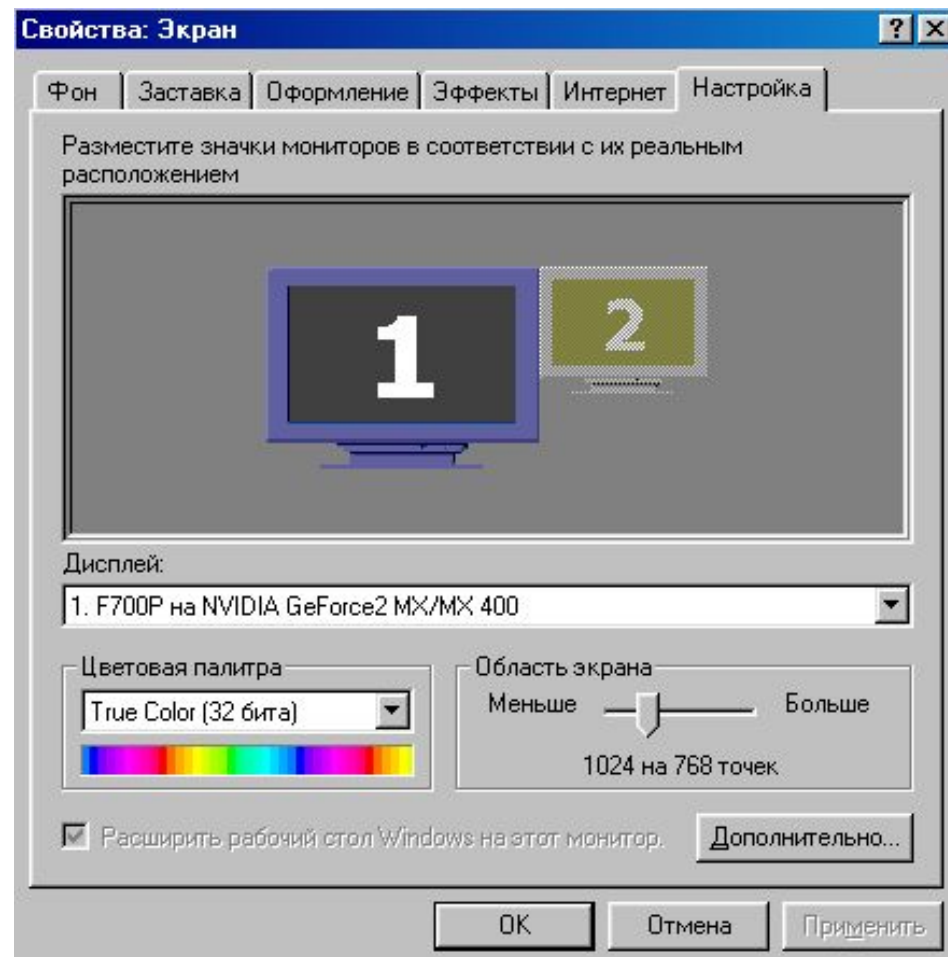 Свойства: Экран
?
Фон Заставка Оформление Эффекты Интернет Настройка
Разместите значки мониторов в соответствии с их реальным
расположением
1 2
Дисплей:
1. F700P на NVIDIA GeForce2 MX/MX 400
Цветовая палитра
True Color (32 бита)
Область экрана
Меньше Больше
1024 на 768 точек
Расширить рабочий стол Windows на этот монитор.
Дополнительно...
OK Отмена Применить